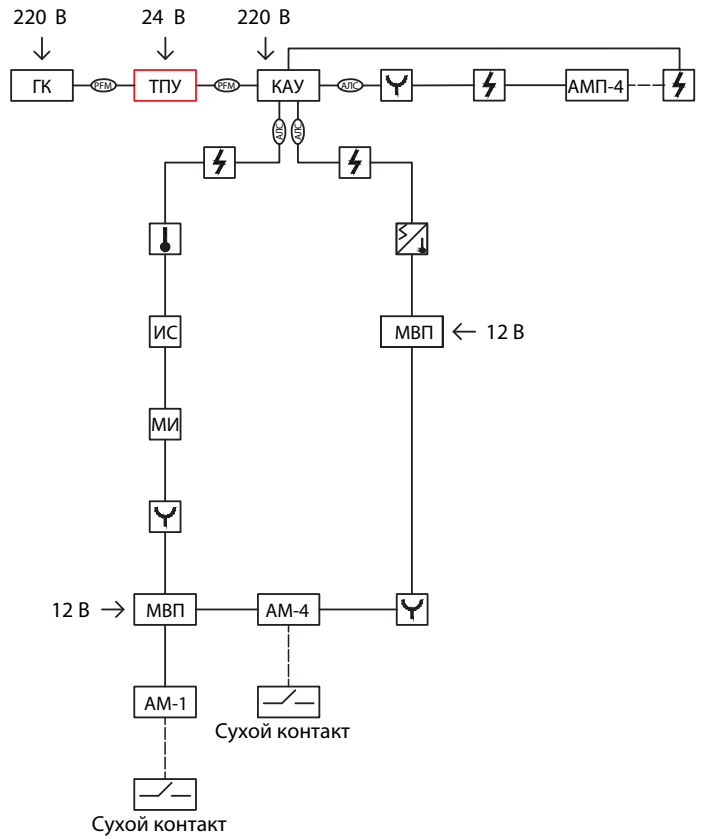 220 В
24 В
220 В
ГК
PFM
ТПУ
PFM
КАУ
АЛС
АМП-4
АЛС
АЛС
ИС
МВП
12 В
МИ
12 В
МВП
АМ-4
АМ-1
Сухой контакт
Сухой контакт